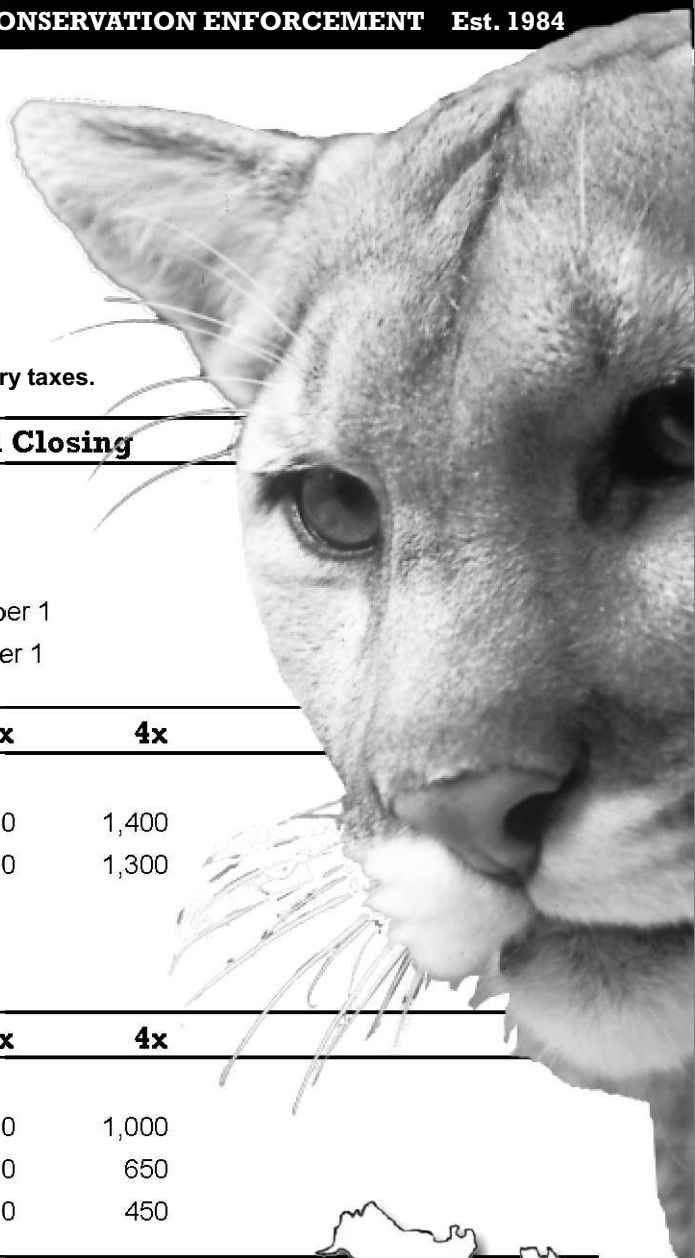 ONSERVATION ENFORCEMENT Est. 1984
ry taxes.
l Closing
ber 1
er 1
x 4x
0 1,400
0 1,300
x 4x
0 1,000
0 650
0 450